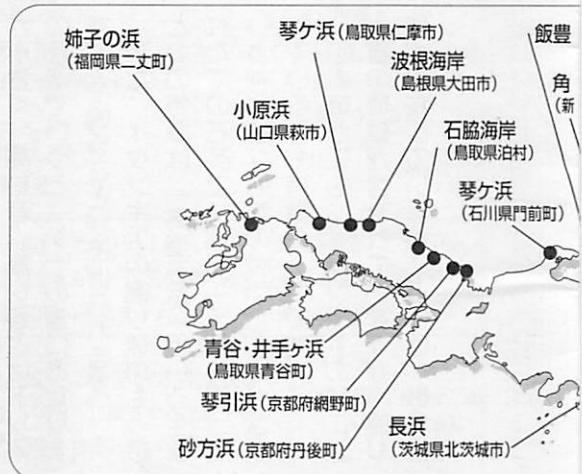 姉子の浜
(福岡県二丈町)
琴ケ浜(鳥取県仁摩市)
波根海岸
(島根県大田市)
小原浜
(山口県萩市)
石脇海岸
(鳥取県泊村)
琴ケ浜
(石川県門前町)
飯豊
角
(新
青谷・井手ヶ浜
(鳥取県青谷町)
琴引浜(京都府網野町)
砂方浜(京都府丹後町)
長浜
(茨城県北茨城市)